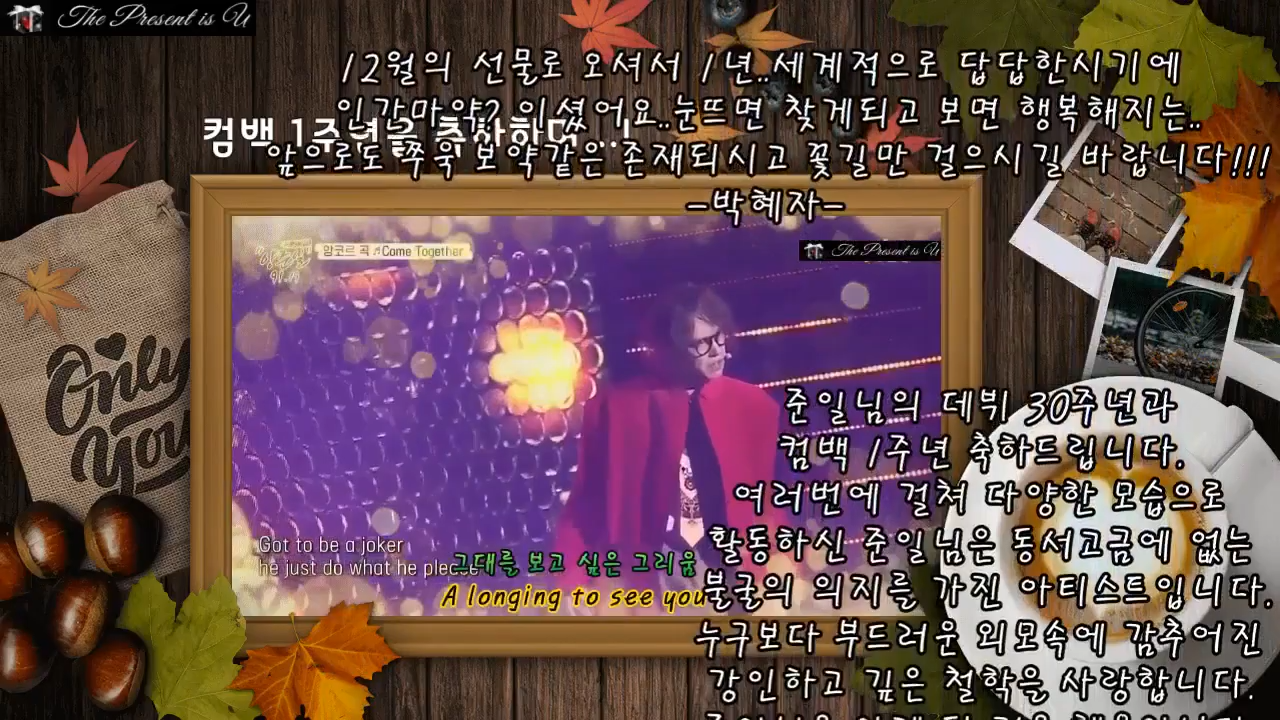 The Present is U
12월의 선물로 오셔서 1년..세계적으로 답답한시기에
인간마약? 이셨어요..눈뜨면 찾게되고 보면 행복해지는..
컴백 1주년을 축하하며...!
앞으로도 쭈욱 보약같은 존재되시고 꽃길만 걸으시길 바랍니다!!!
-박혜자-
앙코르 곡 ♬Come Together
The Present is U
Only
You
준일님의 데뷔 30주년과
컴백 1주년 축하드립니다.
여러번에 걸쳐 다양한 모습으로
활동하신 준일님은 동서고금에 없는
불굴의 의지를 가진 아티스트입니다.
누구보다 부드러운 외모속에 감추어진
강인하고 깊은 철학을 사랑합니다.
Got to be a joker
he just do what he please
그대를 보고 싶은 그리움
A longing to see you